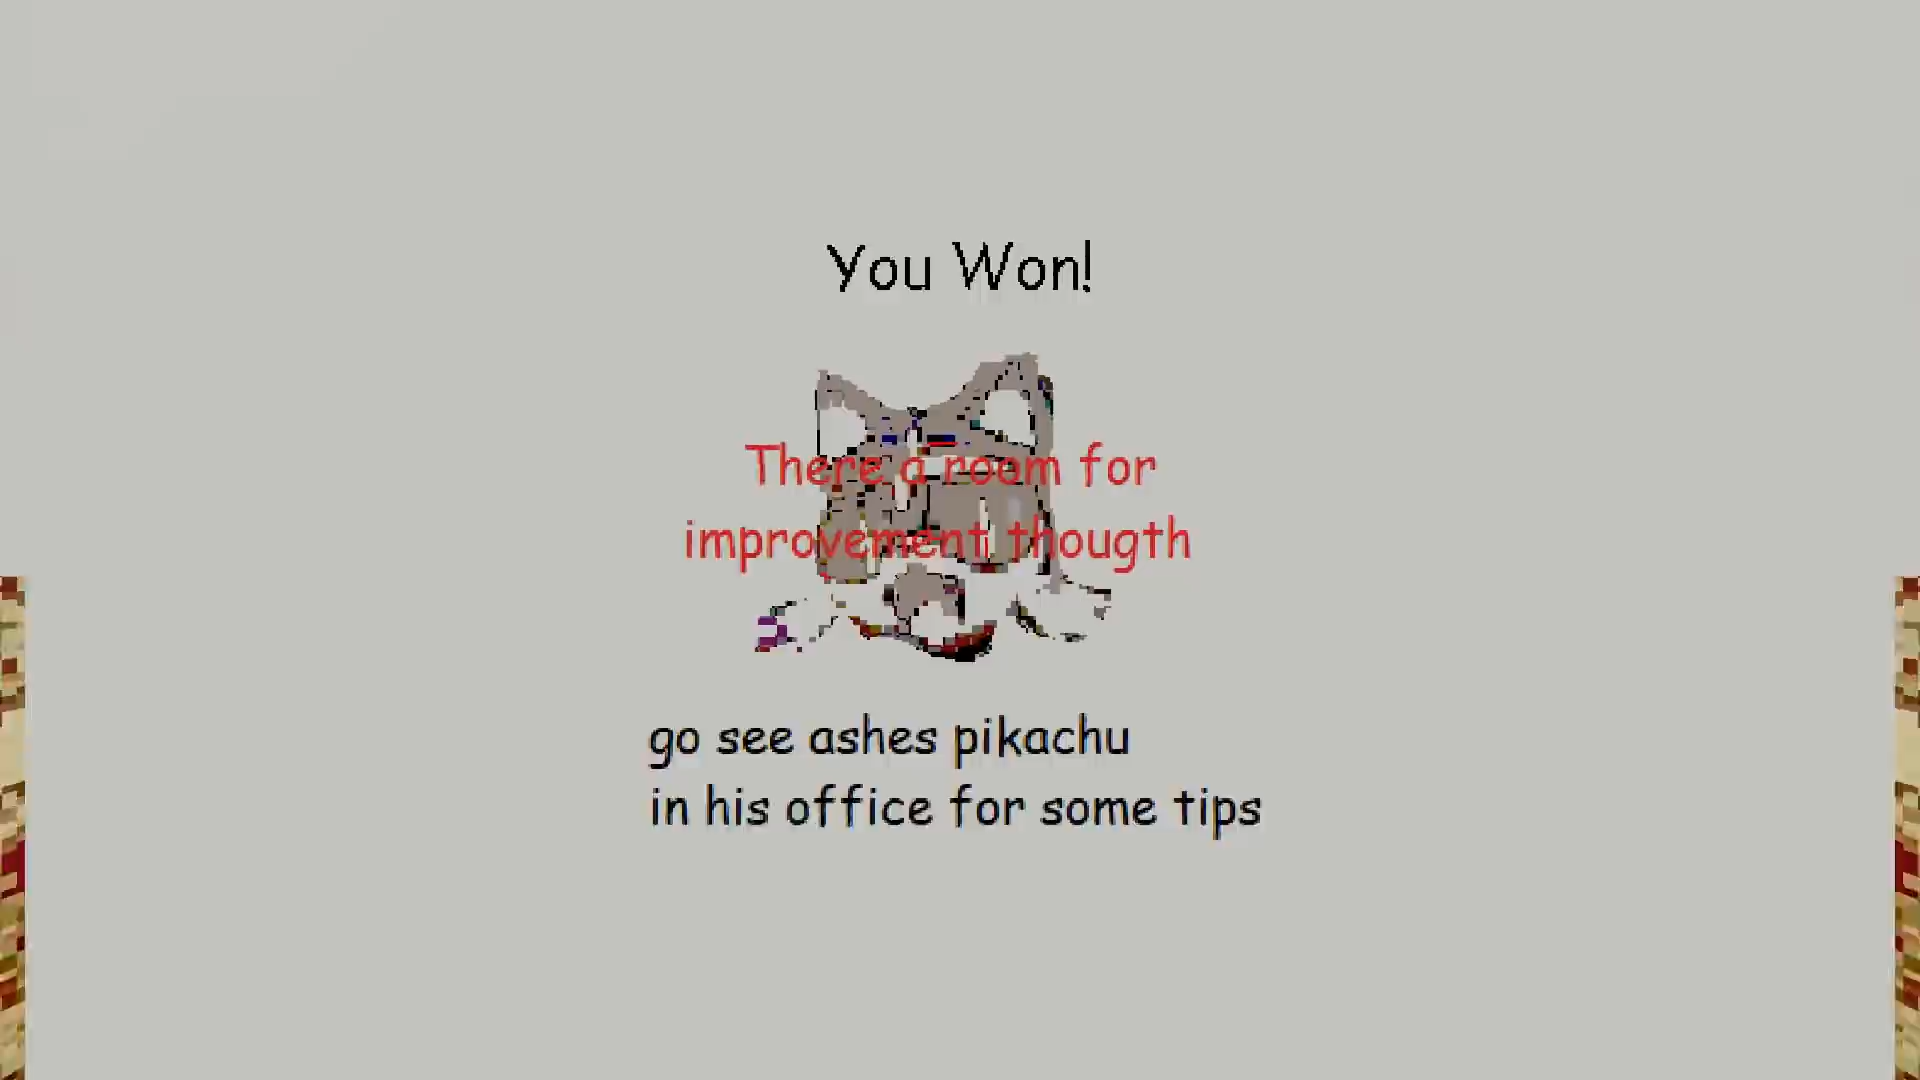 You Won!
There a room for
improvement thougth
go see ashes pikachu
in his office for some tips